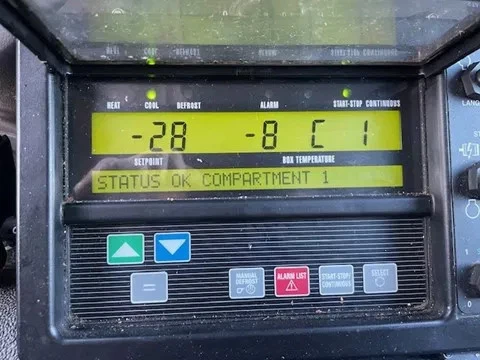 HEAT COOL DEFROST ALARM START-STOP CONTINUOUS
-28 -8 C 1
SETPOINT BOX TEMPERATURE
STATUS OK COMPARTMENT 1
MANUAL DEFROST
ALARM LIST
START-STOP/ CONTINUOUS
SELECT
=
LANG